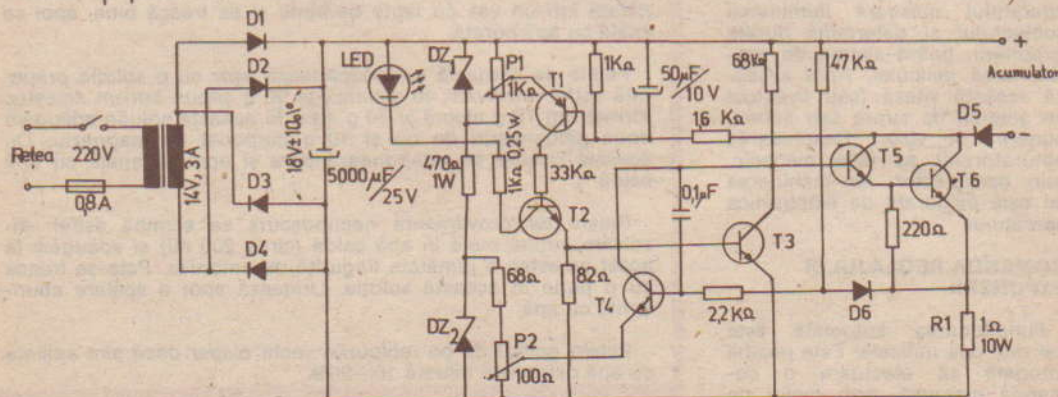 D1
D2
LED
DZ1
P1
1KΩ
T1
1KΩ
50µF
10V
68KΩ
47KΩ
+
Acumulator
Retea
220V
0,8A
14V, 3A
18V±10%
5000µF
25V
470Ω
1W
1KΩ 0,25W
33KΩ
16 KΩ
T5
D5
-
T6
D3
T2
0,1µF
T3
220Ω
D4
DZ2
68Ω
82Ω
T4
2,2KΩ
D6
R1
1Ω
10W
P2
100Ω